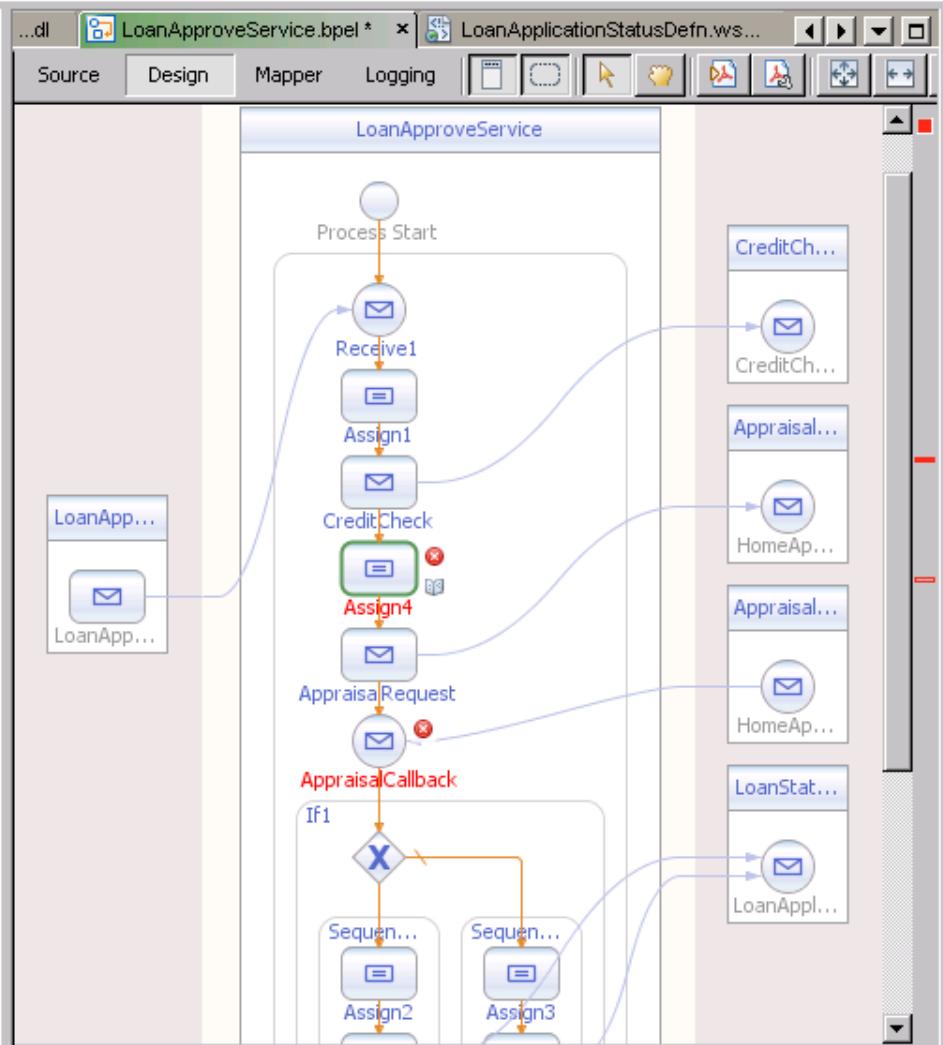 ...dl
LoanApproveService.bpel *
LoanApplicationStatusDefn.ws...
Source
Design
Mapper
Logging
LoanApproveService
Process Start
Receive1
Assign1
CreditCheck
Assign4
AppraisalRequest
AppraisalCallback
If1
X
Sequen...
Sequen...
Assign2
Assign3
LoanApp...
LoanApp...
CreditCh...
CreditCh...
Appraisal...
HomeAp...
Appraisal...
HomeAp...
LoanStat...
LoanAppl...